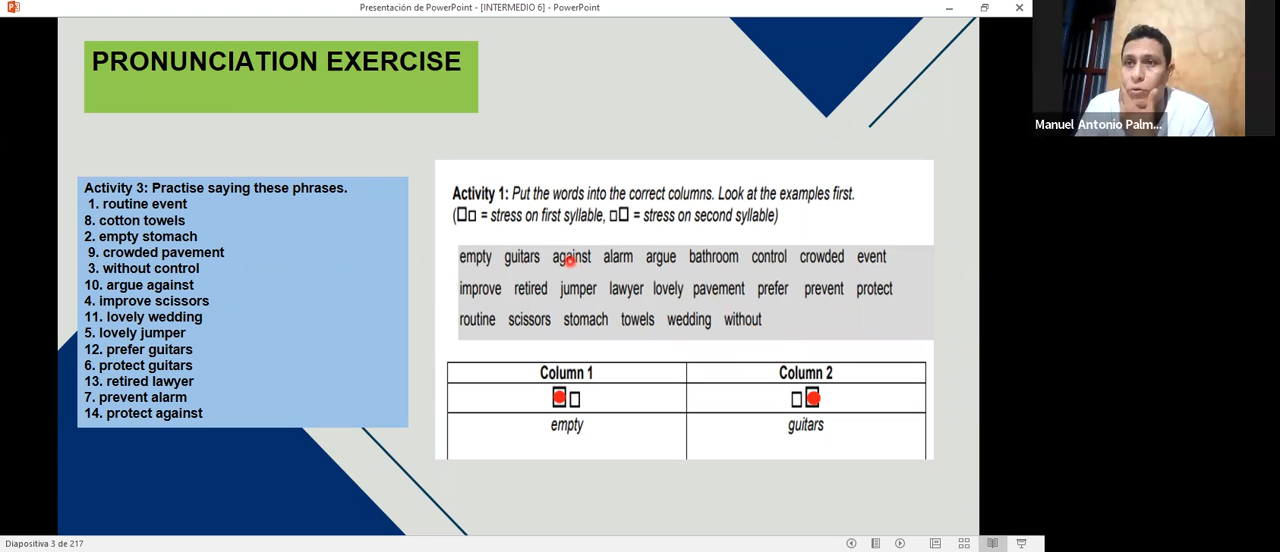 Presentación de PowerPoint - [INTERMEDIO 6] - PowerPoint
PRONUNCIATION EXERCISE
Manuel Antonio Palm...
Activity 3: Practise saying these phrases.
1. routine event
8. cotton towels
2. empty stomach
9. crowded pavement
3. without control
10. argue against
4. improve scissors
11. lovely wedding
5. lovely jumper
12. prefer guitars
6. protect guitars
13. retired lawyer
7. prevent alarm
14. protect against
Activity 1: Put the words into the correct columns. Look at the examples first.
(□□ = stress on first syllable, □□ = stress on second syllable)
empty guitars against alarm argue bathroom control crowded event
improve retired jumper lawyer lovely pavement prefer prevent protect
routine scissors stomach towels wedding without
Column 1 Column 2
empty guitars
Diapositiva 3 de 217